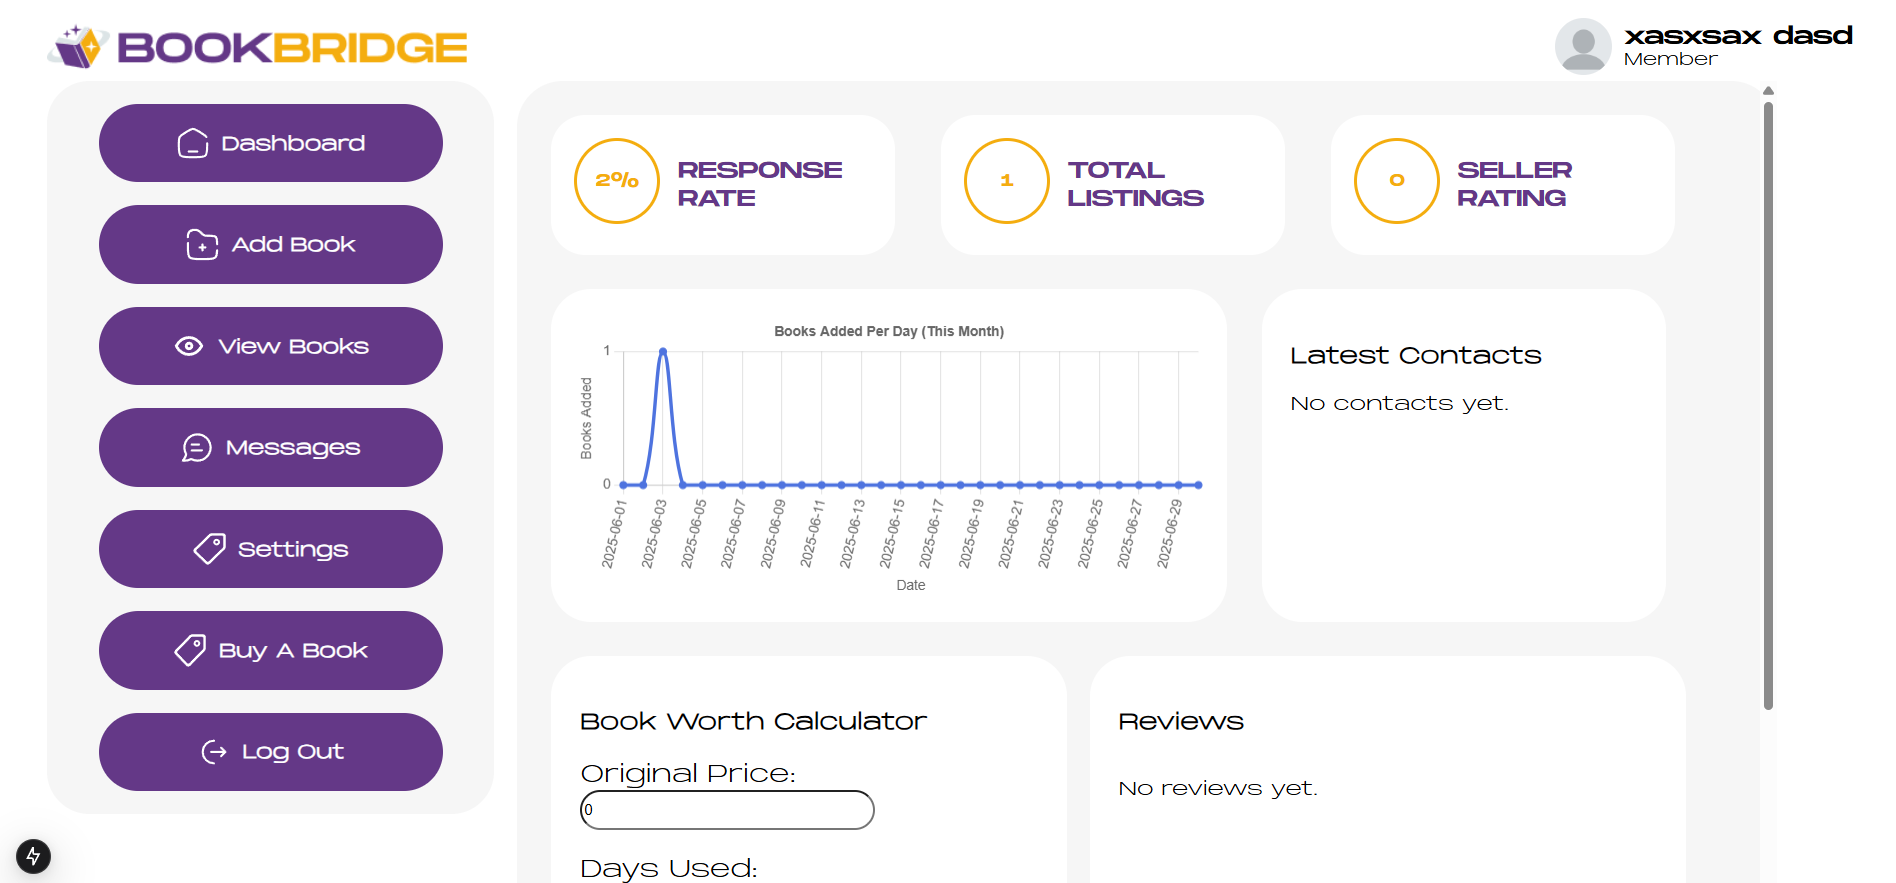 BOOKBRIDGE
xasxsax dasd
Member
Dashboard
Add Book
View Books
Messages
Settings
Buy A Book
Log Out
2%
RESPONSE
RATE
1
TOTAL
LISTINGS
0
SELLER
RATING
Books Added Per Day (This Month)
Books Added
1
0
2025-06-01
2025-06-03
2025-06-05
2025-06-07
2025-06-09
2025-06-11
2025-06-13
2025-06-15
2025-06-17
2025-06-19
2025-06-21
2025-06-23
2025-06-25
2025-06-27
2025-06-29
Date
Latest Contacts
No contacts yet.
Book Worth Calculator
Original Price:
0
Days Used:
Reviews
No reviews yet.